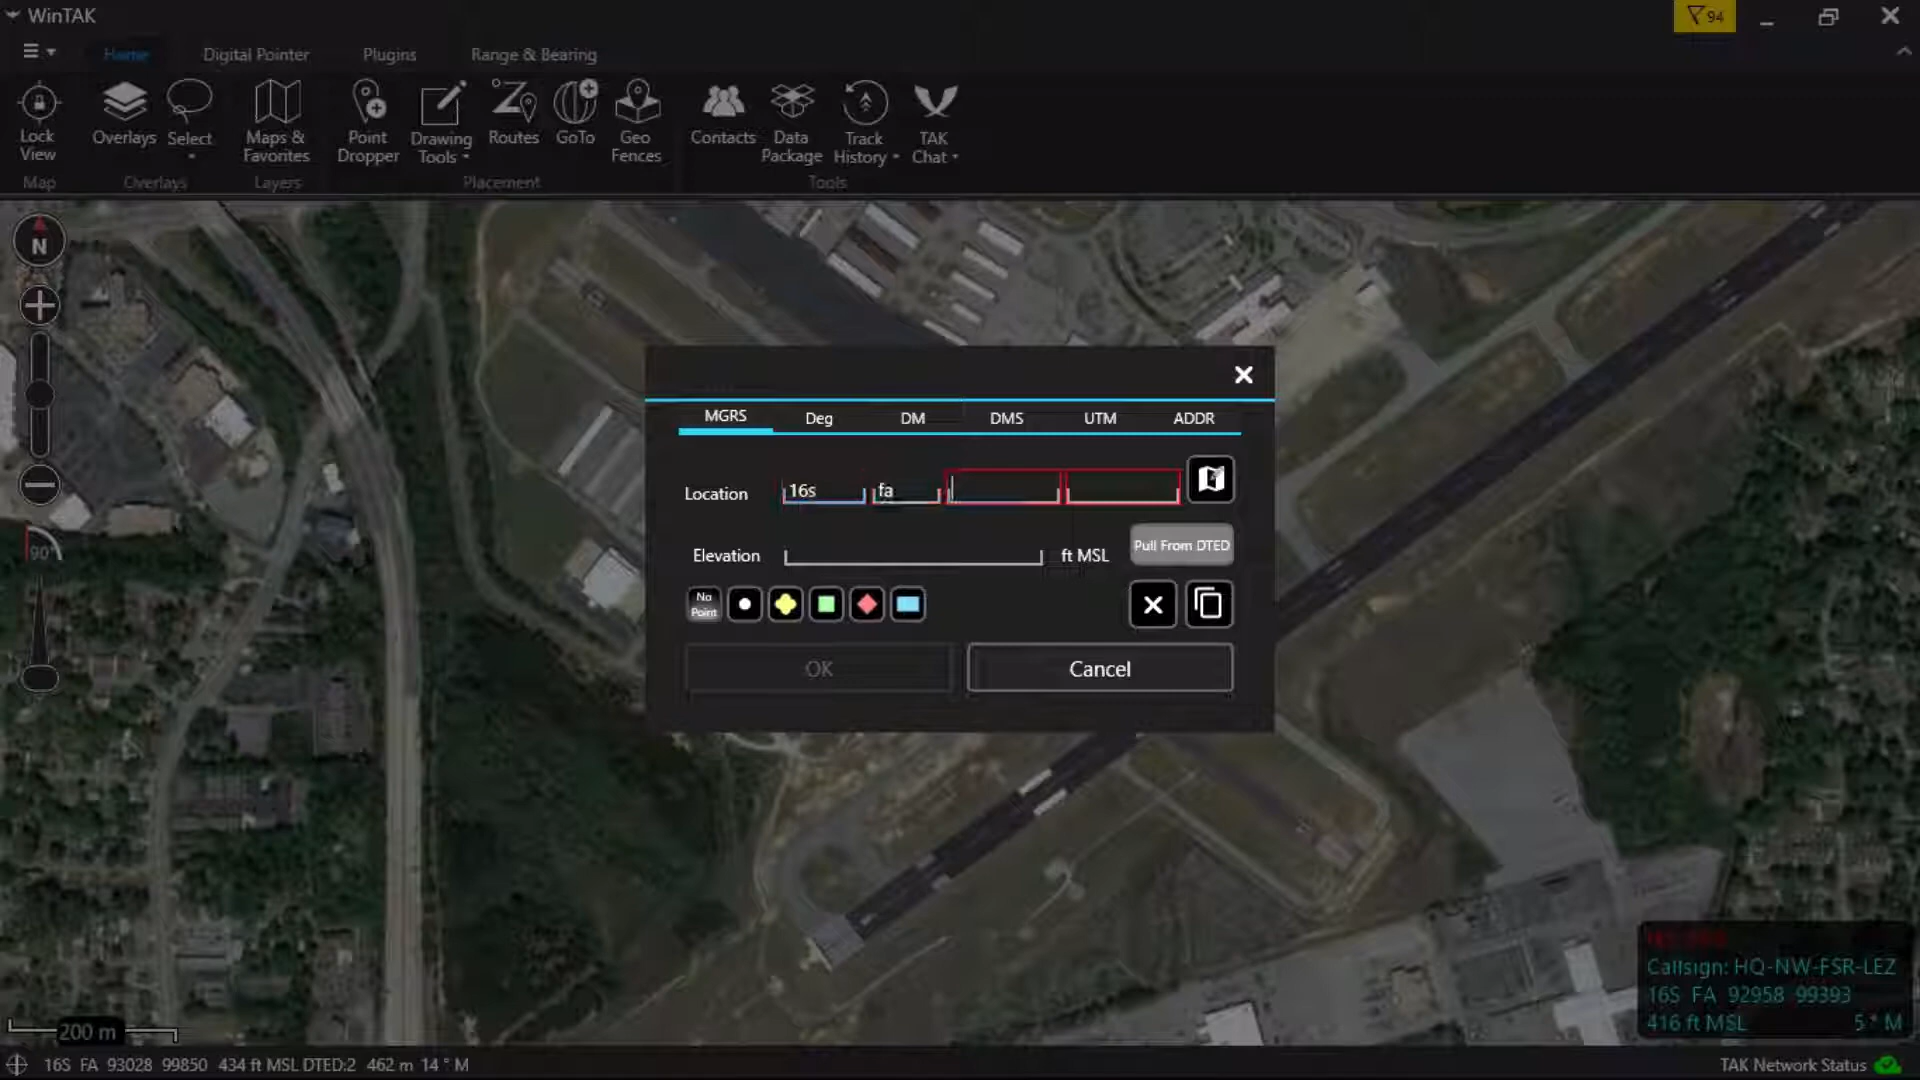 WinTAK
94
Home Digital Pointer Plugins Range & Bearing
Lock View
Overlays
Select
Maps & Favorites
Point Dropper
Drawing Tools
Routes
GoTo
Geo Fences
Contacts
Data Package
Track History
TAK Chat
Map Overlays Layers Placement Tools
N
90°
MGRS Deg DM DMS UTM ADDR
Location 16s fa
Elevation ft MSL Pull From DTED
No Point
OK Cancel
Callsign: HQ-NW-FSR-LEZ
16S FA 92958 99393
416 ft MSL 5° M
200 m
16S FA 93028 99850 434 ft MSL DTED:2 462 m 14° M
TAK Network Status